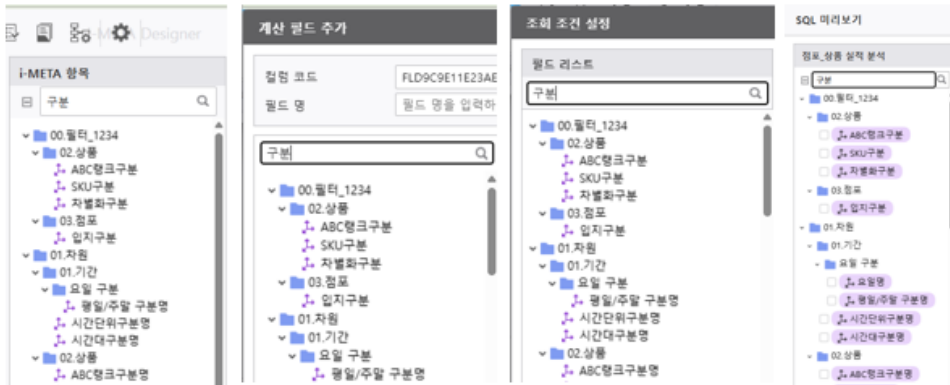 i-META Designer
i-META 항목
구분
00.필터_1234
02.상품
ABC랭크구분
SKU구분
차별화구분
03.점포
입지구분
01.차원
01.기간
요일 구분
평일/주말 구분명
시간단위구분명
시간대구분명
02.상품
ABC랭크구분명
계산 필드 추가
컬럼 코드
FLD9C9E11E23AE
필드 명
필드 명을 입력하
구분
00.필터_1234
02.상품
ABC랭크구분
SKU구분
차별화구분
03.점포
입지구분
01.차원
01.기간
요일 구분
평일/주말 구분명
조회 조건 설정
필드 리스트
구분
00.필터_1234
02.상품
ABC랭크구분
SKU구분
차별화구분
03.점포
입지구분
01.차원
01.기간
요일 구분
평일/주말 구분명
시간단위구분명
시간대구분명
02.상품
ABC랭크구분명
SQL 미리보기
점포_상품 실적 분석
구분
00.필터_1234
02.상품
ABC랭크구분
SKU구분
차별화구분
03.점포
입지구분
01.차원
01.기간
요일 구분
요일명
평일/주말 구분명
시간단위구분명
시간대구분명
02.상품
ABC랭크구분명